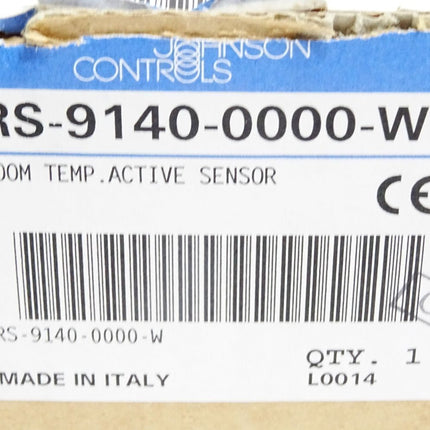 JOHNSON
CONTROLS
RS-9140-0000-W
OOM TEMP.ACTIVE SENSOR
CE
RS-9140-0000-W
QTY. 1
MADE IN ITALY
L0014